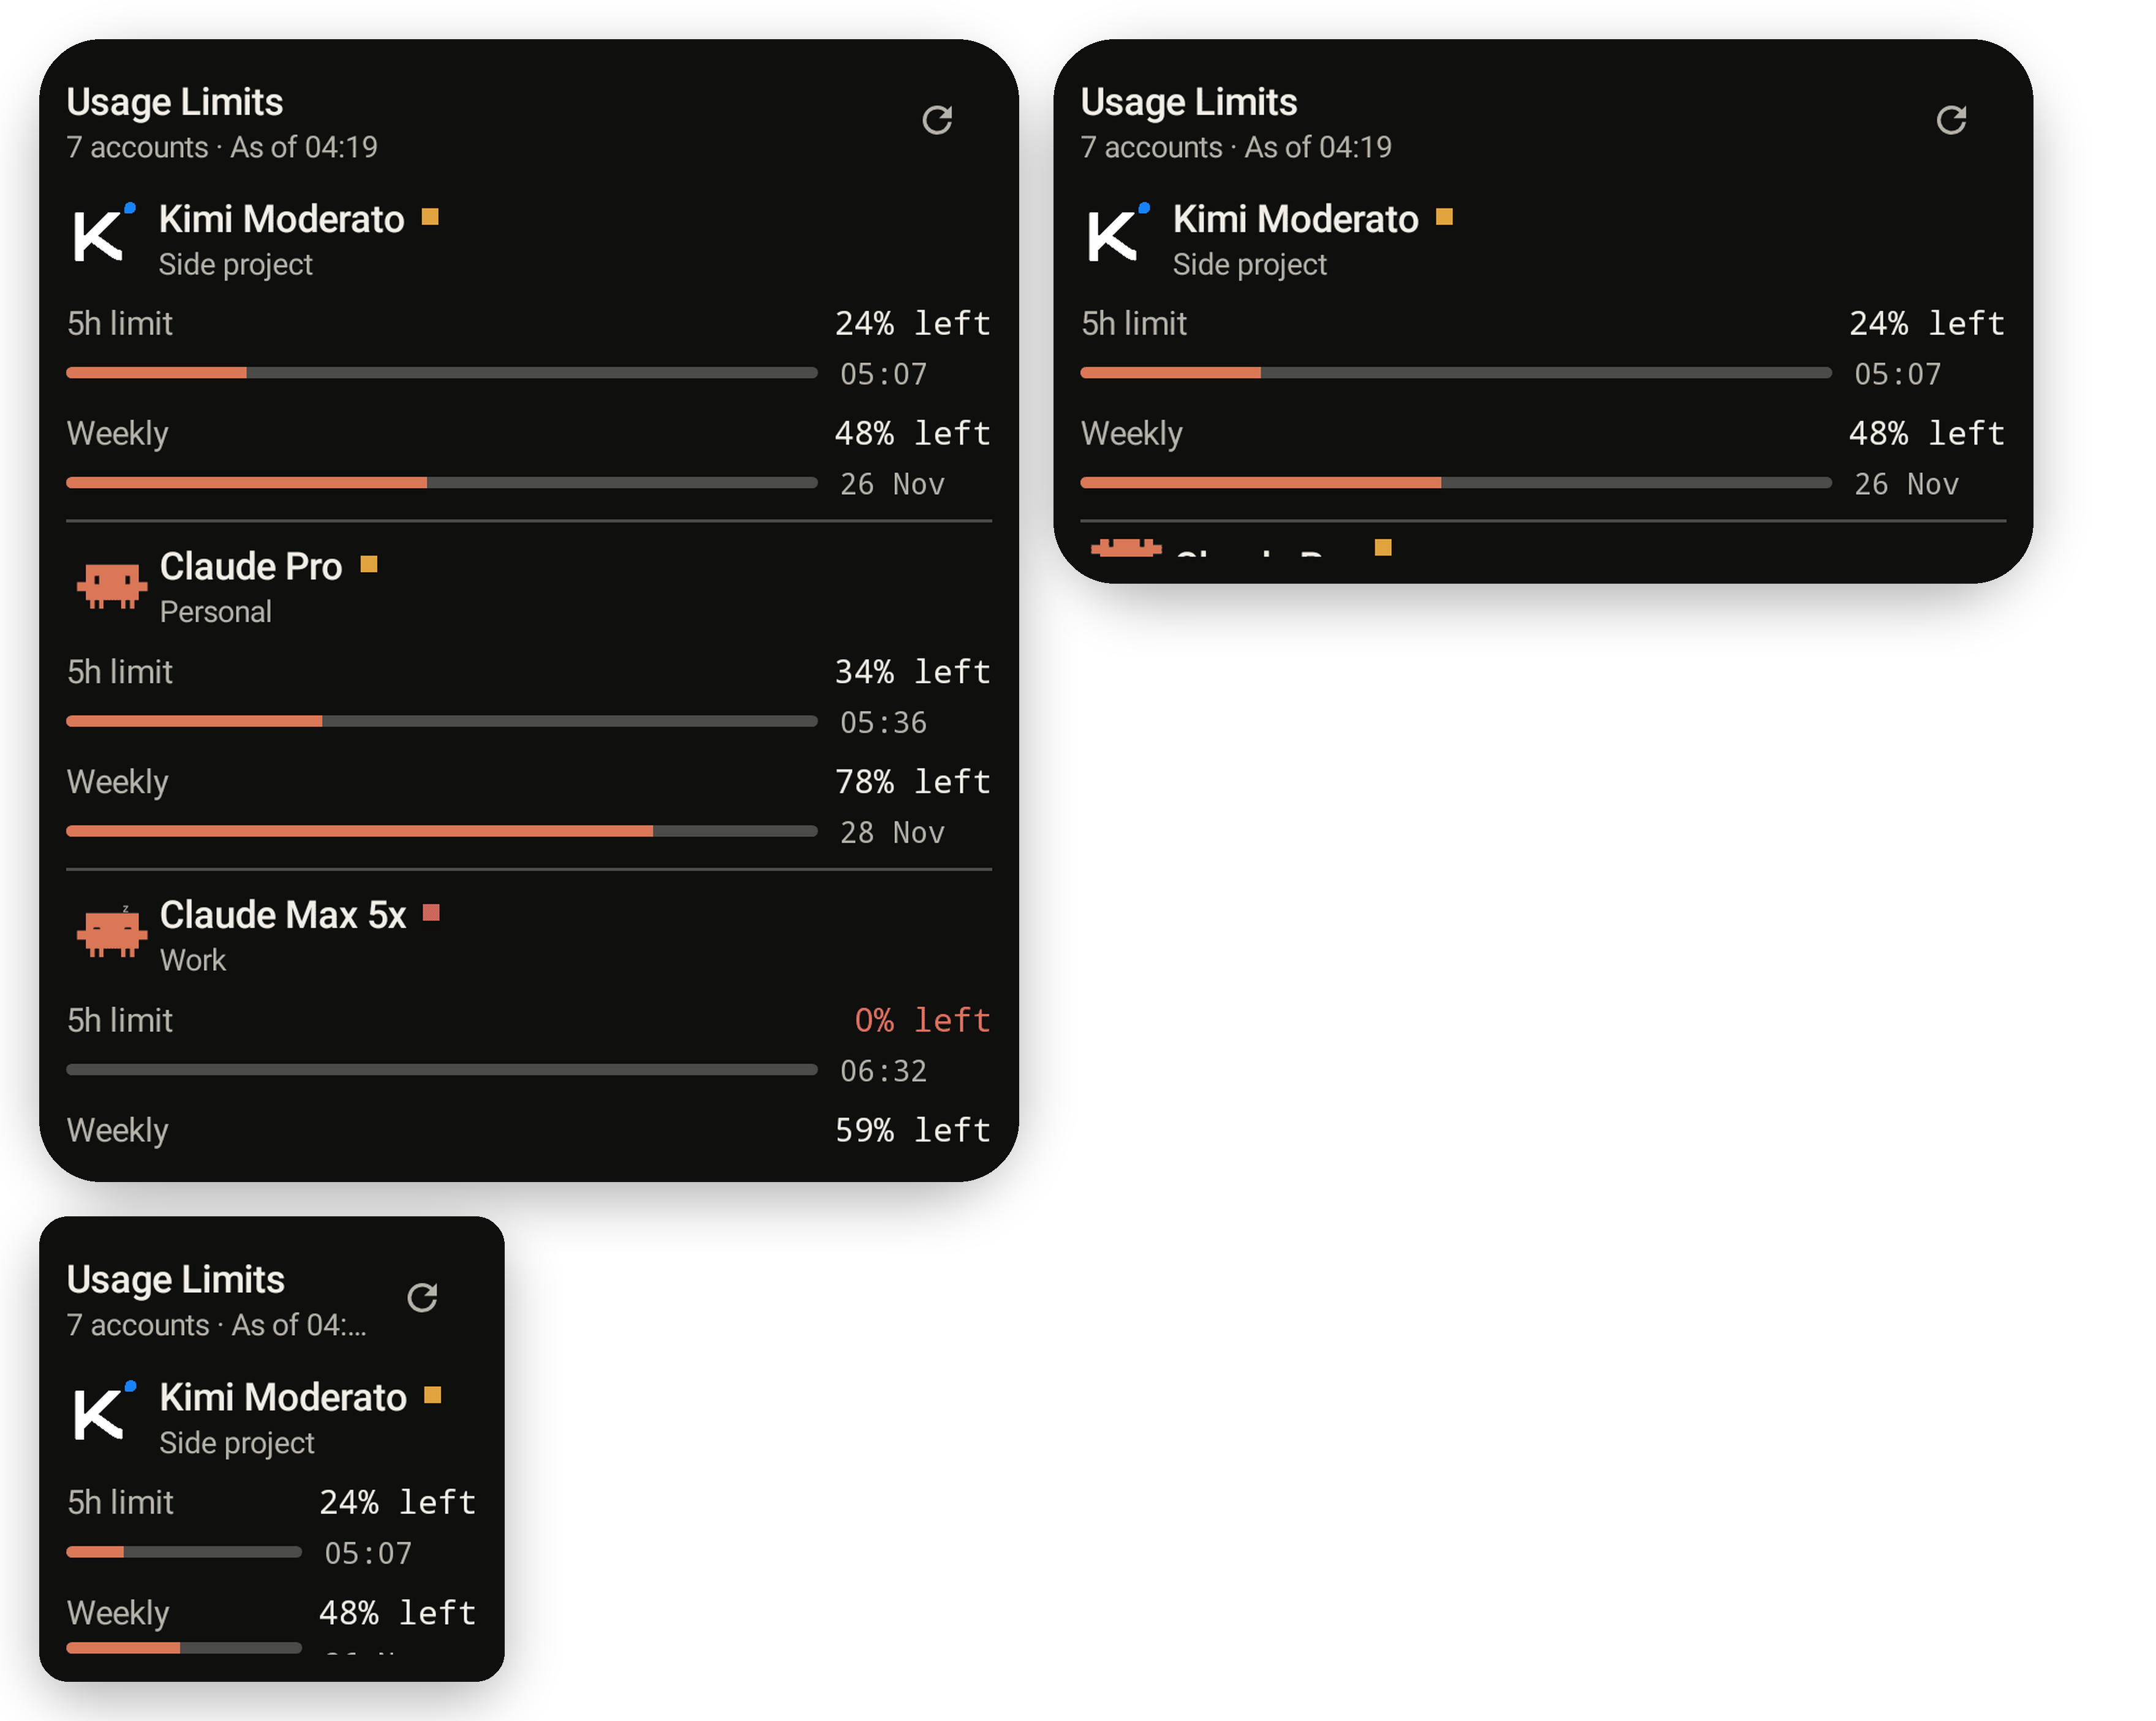 Usage Limits
7 accounts · As of 04:19
Kimi Moderato
Side project
5h limit 24% left
05:07
Weekly 48% left
26 Nov
Claude Pro
Personal
5h limit 34% left
05:36
Weekly 78% left
28 Nov
z
Claude Max 5x
Work
5h limit 0% left
06:32
Weekly 59% left
Usage Limits
7 accounts · As of 04:19
Kimi Moderato
Side project
5h limit 24% left
05:07
Weekly 48% left
26 Nov
Usage Limits
7 accounts · As of 04:...
Kimi Moderato
Side project
5h limit 24% left
05:07
Weekly 48% left